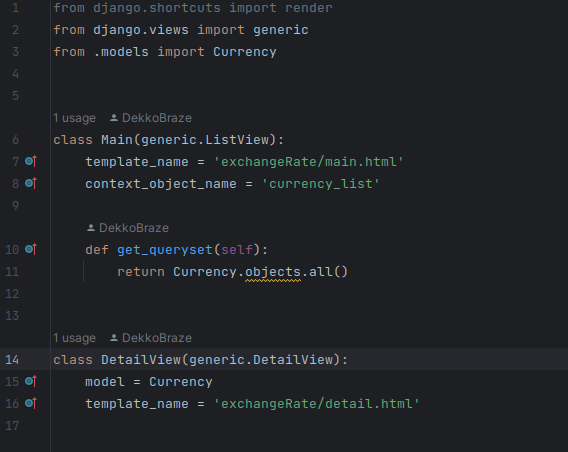 1 from django.shortcuts import render
2 from django.views import generic
3 from .models import Currency
4
5
1 usage DekkoBraze
6 class Main(generic.ListView):
7 template_name = 'exchangeRate/main.html'
8 context_object_name = 'currency_list'
9
DekkoBraze
10 def get_queryset(self):
11 return Currency.objects.all()
12
13
1 usage DekkoBraze
14 class DetailView(generic.DetailView):
15 model = Currency
16 template_name = 'exchangeRate/detail.html'
17